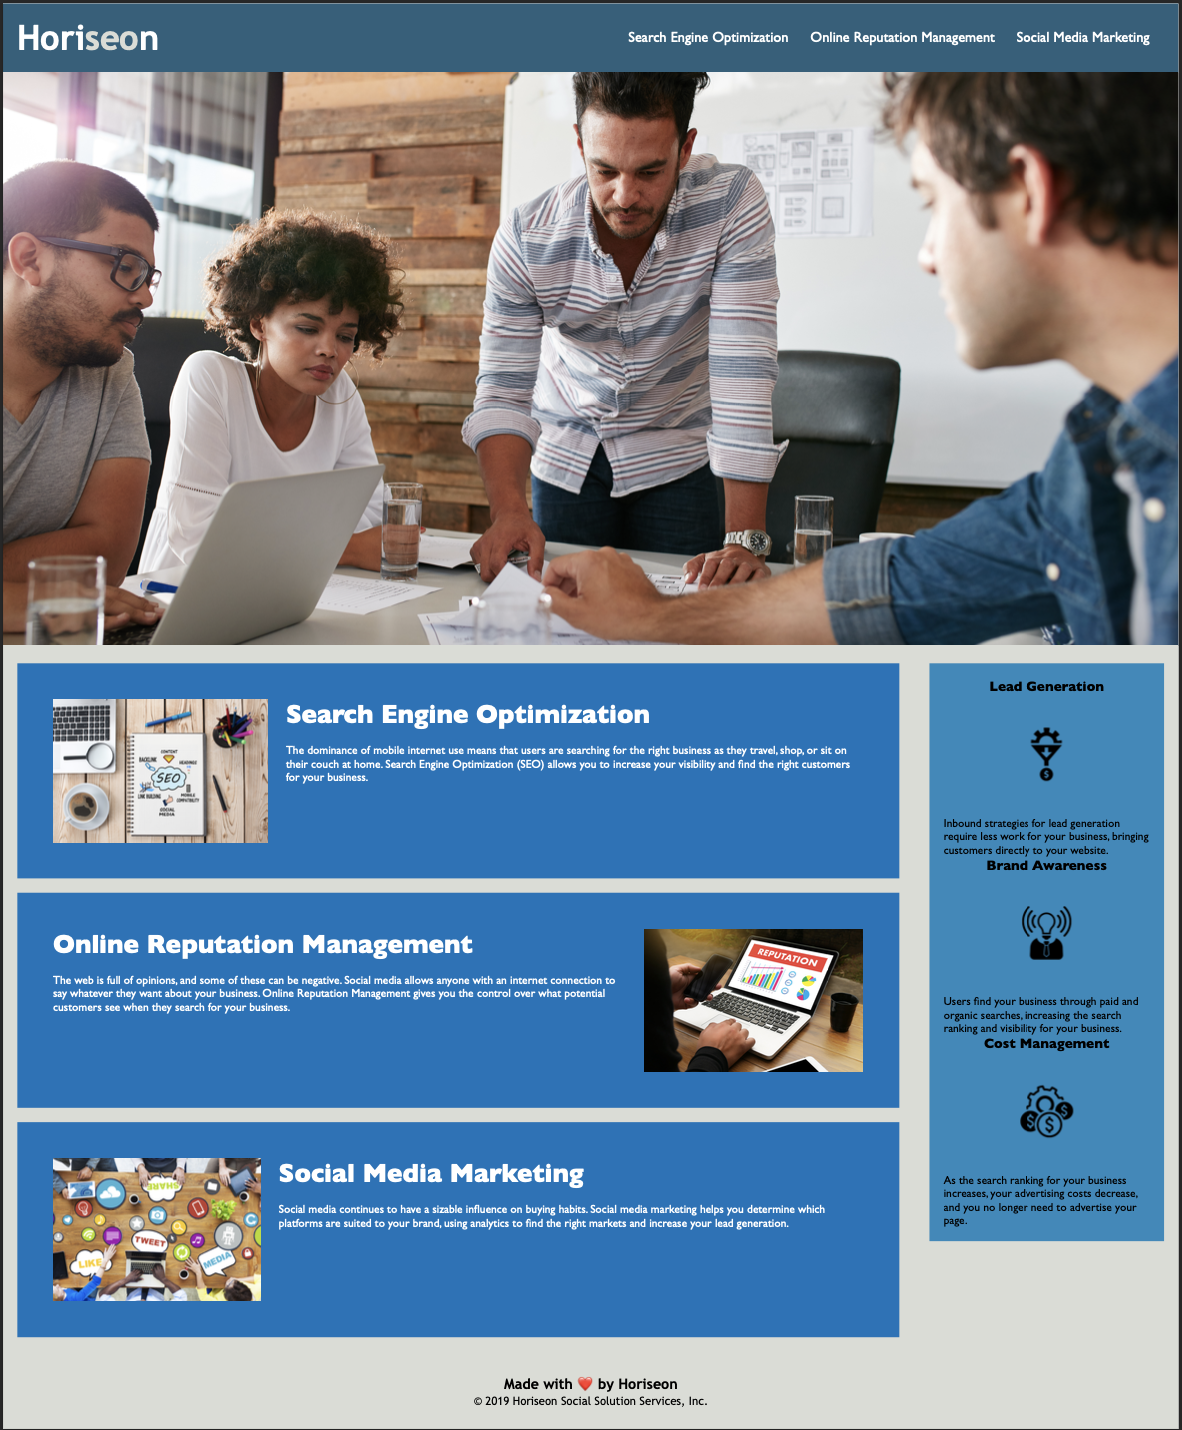 Horiseon
Search Engine Optimization
Online Reputation Management
Social Media Marketing
CONTENT
BACKLINK
HEADINGS
SEO
LINK BUILDING
MOBILE
COMPATIBILITY
SOCIAL
MEDIA
Search Engine Optimization
The dominance of mobile internet use means that users are searching for the right business as they travel, shop, or sit on
their couch at home. Search Engine Optimization (SEO) allows you to increase your visibility and find the right customers
for your business.
Online Reputation Management
The web is full of opinions, and some of these can be negative. Social media allows anyone with an internet connection to
say whatever they want about your business. Online Reputation Management gives you the control over what potential
customers see when they search for your business.
REPUTATION
SHARE
TWEET
LIKE
MEDIA
Social Media Marketing
Social media continues to have a sizable influence on buying habits. Social media marketing helps you determine which
platforms are suited to your brand, using analytics to find the right markets and increase your lead generation.
Lead Generation
$
Inbound strategies for lead generation
require less work for your business, bringing
customers directly to your website.
Brand Awareness
Users find your business through paid and
organic searches, increasing the search
ranking and visibility for your business.
Cost Management
$ $ $
As the search ranking for your business
increases, your advertising costs decrease,
and you no longer need to advertise your
page.
Made with ❤️ by Horiseon
© 2019 Horiseon Social Solution Services, Inc.